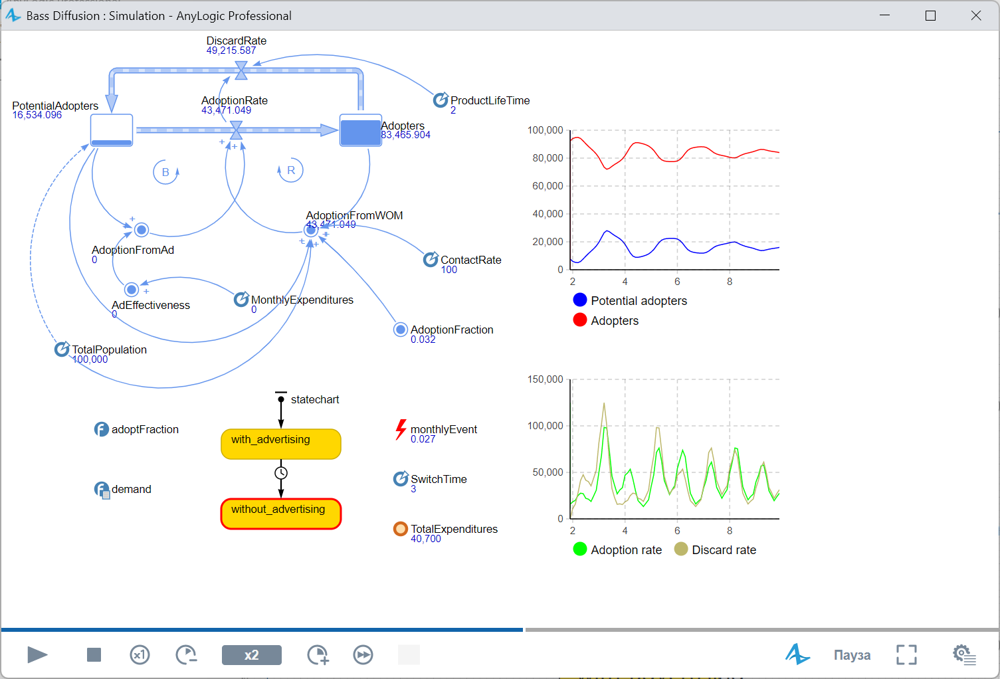 Bass Diffusion : Simulation - AnyLogic Professional
DiscardRate
49,215.587
PotentialAdopters
16,534.096
AdoptionRate
43,471.049
ProductLifeTime
2
Adopters
83,465.904
B
R
AdoptionFromWOM
43,471.049
AdoptionFromAd
0
ContactRate
100
AdEffectiveness
0
MonthlyExpenditures
0
AdoptionFraction
0.032
TotalPopulation
100,000
statechart
adoptFraction
with_advertising
monthlyEvent
0.027
SwitchTime
3
demand
without_advertising
TotalExpenditures
40,700
100,000
80,000
60,000
40,000
20,000
0
2 4 6 8
Potential adopters
Adopters
150,000
100,000
50,000
0
2 4 6 8
Adoption rate Discard rate
x1 x2 Пауза